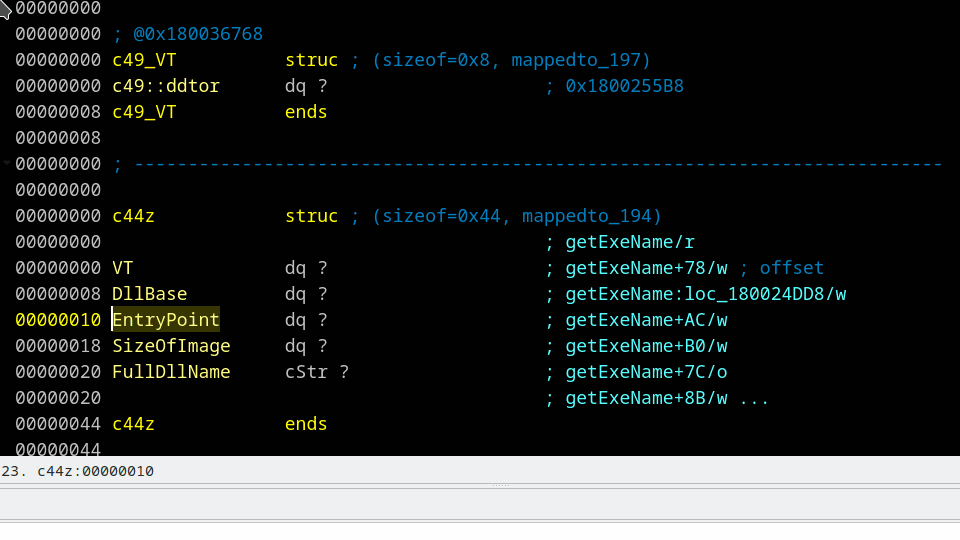 00000000
00000000 ; @0x180036768
00000000 c49_VT struc ; (sizeof=0x8, mappedto_197)
00000000 c49::ddtor dq ? ; 0x1800255B8
00000008 c49_VT ends
00000008
00000000 ; ---------------------------------------------------------------------------
00000000
00000000 c44z struc ; (sizeof=0x44, mappedto_194)
00000000 ; getExeName/r
00000000 VT dq ? ; getExeName+78/w ; offset
00000008 DllBase dq ? ; getExeName:loc_180024DD8/w
00000010 EntryPoint dq ? ; getExeName+AC/w
00000018 SizeOfImage dq ? ; getExeName+B0/w
00000020 FullDllName cStr ? ; getExeName+7C/o
00000020 ; getExeName+8B/w ...
00000044 c44z ends
00000044
23. c44z:00000010